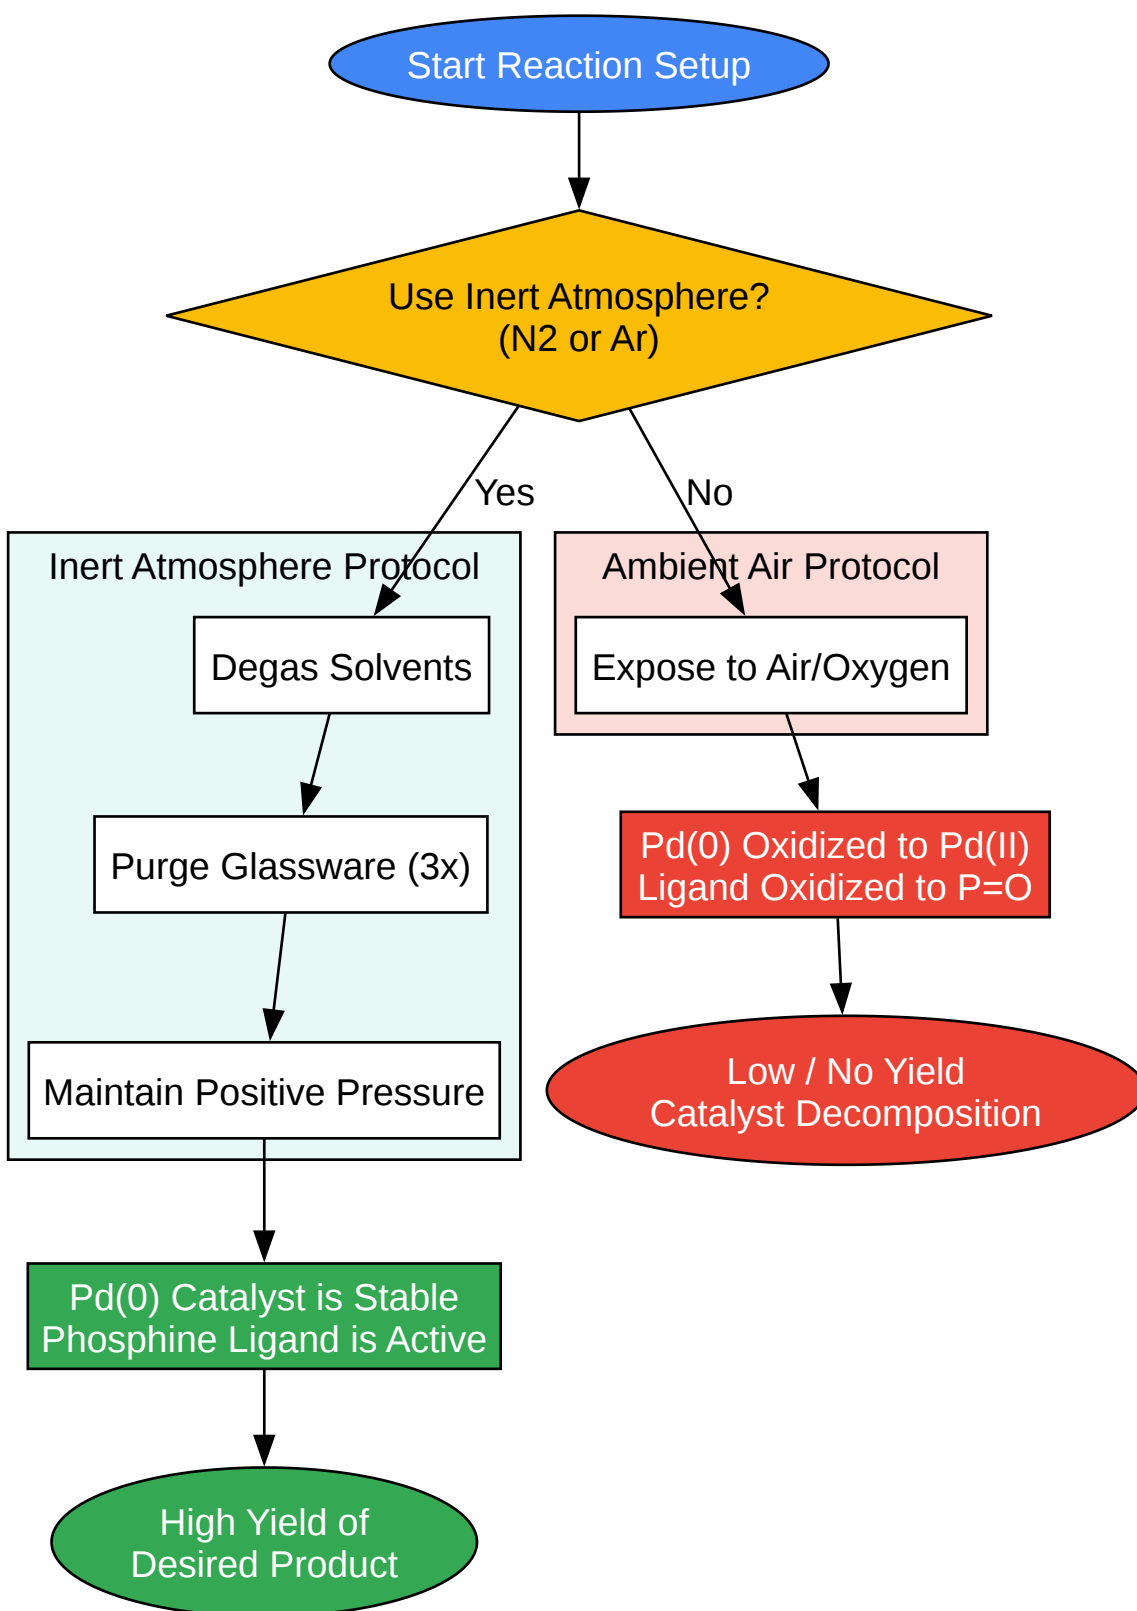 Start Reaction Setup
Use Inert Atmosphere?
(N2 or Ar)
Yes
No
Inert Atmosphere Protocol
Ambient Air Protocol
Degas Solvents
Expose to Air/Oxygen
Purge Glassware (3x)
Pd(0) Oxidized to Pd(II)
Ligand Oxidized to P=O
Maintain Positive Pressure
Low / No Yield
Catalyst Decomposition
Pd(0) Catalyst is Stable
Phosphine Ligand is Active
High Yield of
Desired Product